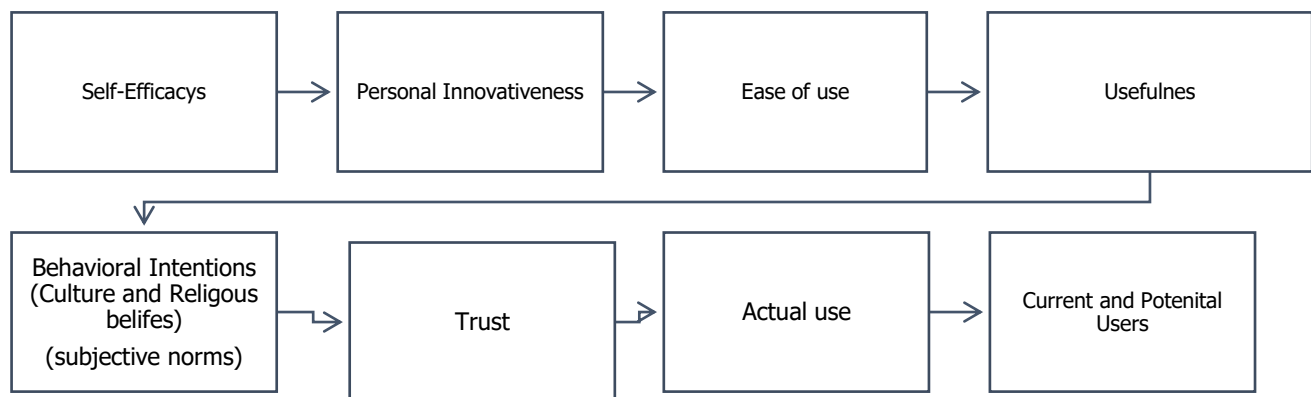 Self-Efficacys
Personal Innovativeness
Ease of use
Usefulnes
Behavioral Intentions
(Culture and Religous
belifes)
(subjective norms)
Trust
Actual use
Current and Potenital
Users